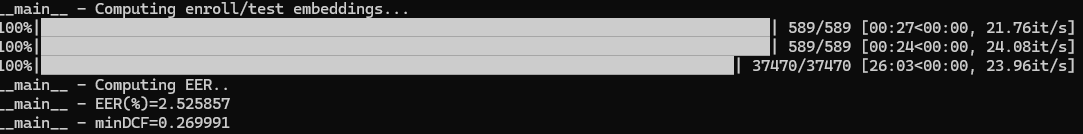 __main__ - Computing enroll/test embeddings...
100%| | 589/589 [00:27<00:00, 21.76it/s]
100%| | 589/589 [00:24<00:00, 24.08it/s]
100%| | 37470/37470 [26:03<00:00, 23.96it/s]
__main__ - Computing EER..
__main__ - EER(%)=2.525857
__main__ - minDCF=0.269991